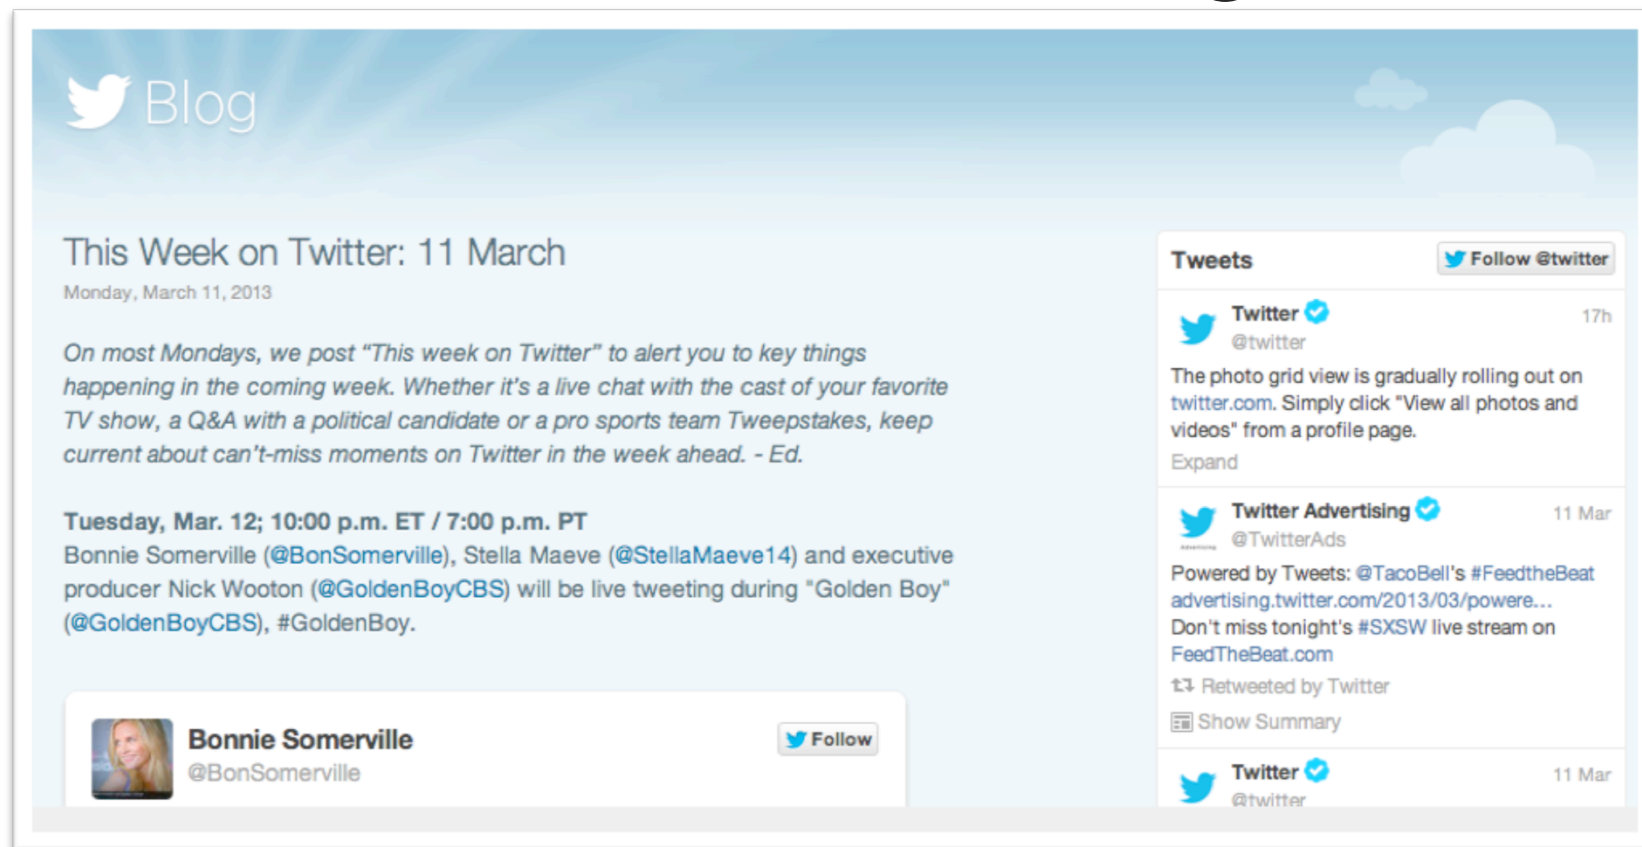 Blog
This Week on Twitter: 11 March
Monday, March 11, 2013
On most Mondays, we post “This week on Twitter” to alert you to key things
happening in the coming week. Whether it’s a live chat with the cast of your favorite
TV show, a Q&A with a political candidate or a pro sports team Tweepstakes, keep
current about can’t-miss moments on Twitter in the week ahead. - Ed.
Tuesday, Mar. 12; 10:00 p.m. ET / 7:00 p.m. PT
Bonnie Somerville (@BonSomerville), Stella Maeve (@StellaMaeve14) and executive
producer Nick Wooton (@GoldenBoyCBS) will be live tweeting during "Golden Boy"
(@GoldenBoyCBS), #GoldenBoy.
Bonnie Somerville
@BonSomerville
Follow
Tweets
Follow @twitter
Twitter
17h
@twitter
The photo grid view is gradually rolling out on
twitter.com. Simply click "View all photos and
videos" from a profile page.
Expand
Twitter Advertising
11 Mar
@TwitterAds
Powered by Tweets: @TacoBell's #FeedtheBeat
advertising.twitter.com/2013/03/powere...
Don't miss tonight's #SXSW live stream on
FeedTheBeat.com
Retweeted by Twitter
Show Summary
Twitter
11 Mar
@twitter